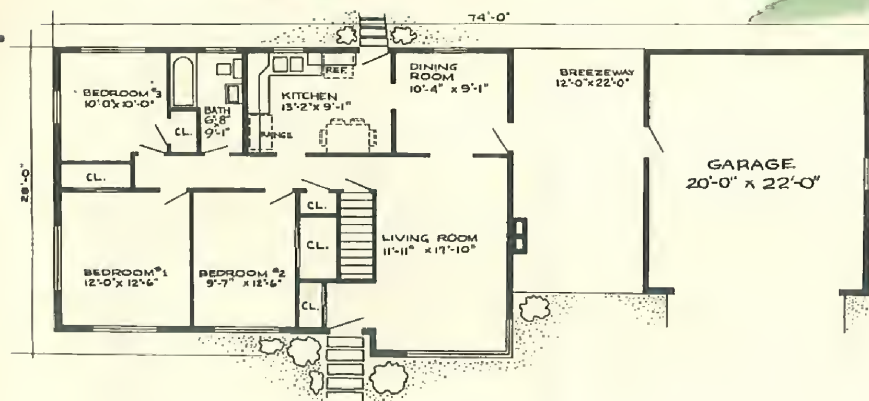 74'-0"
BEDROOM #3
10'0" X 10'-0"
BATH
6'8"
X
9'-1"
CL.
KITCHEN
13'-2" X 9'-1"
REF.
RANGE
DINING
ROOM
10'-4" X 9'-1"
BREEZEWAY
12'-0" X 22'-0"
GARAGE
20'-0" X 22'-0"
28'-0"
CL.
CL.
CL.
CL.
LIVING ROOM
11'-11" X 17'-10"
BEDROOM #1
12'-0" X 12'-6"
BEDROOM #2
9'-7" X 12'-6"